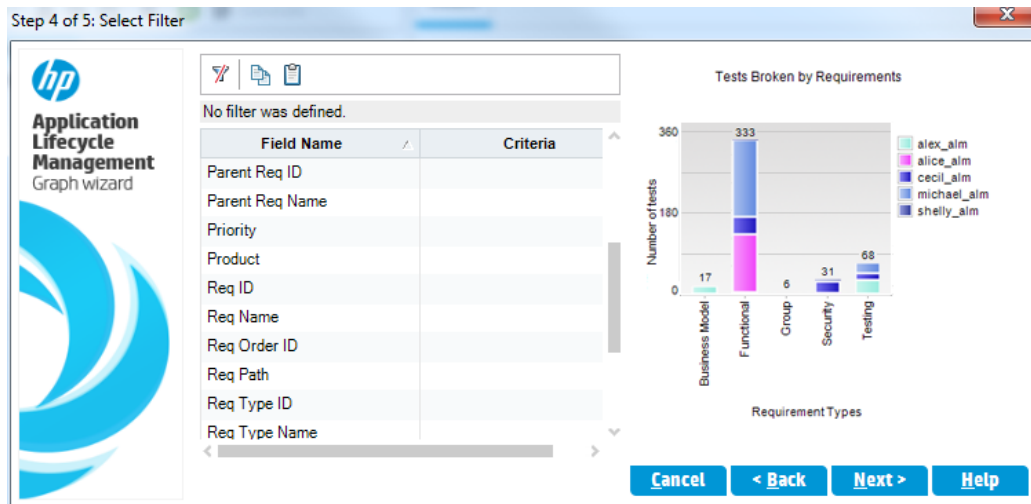 Step 4 of 5: Select Filter
X
hp
Application
Lifecycle
Management
Graph wizard
No filter was defined.
Field Name Criteria
Parent Req ID
Parent Req Name
Priority
Product
Req ID
Req Name
Req Order ID
Req Path
Req Type ID
Req Type Name
Tests Broken by Requirements
Number of tests
360
180
0
17
333
6
31
68
Business Model
Functional
Group
Security
Testing
Requirement Types
alex_alm
alice_alm
cecil_alm
michael_alm
shelly_alm
Cancel < Back Next > Help